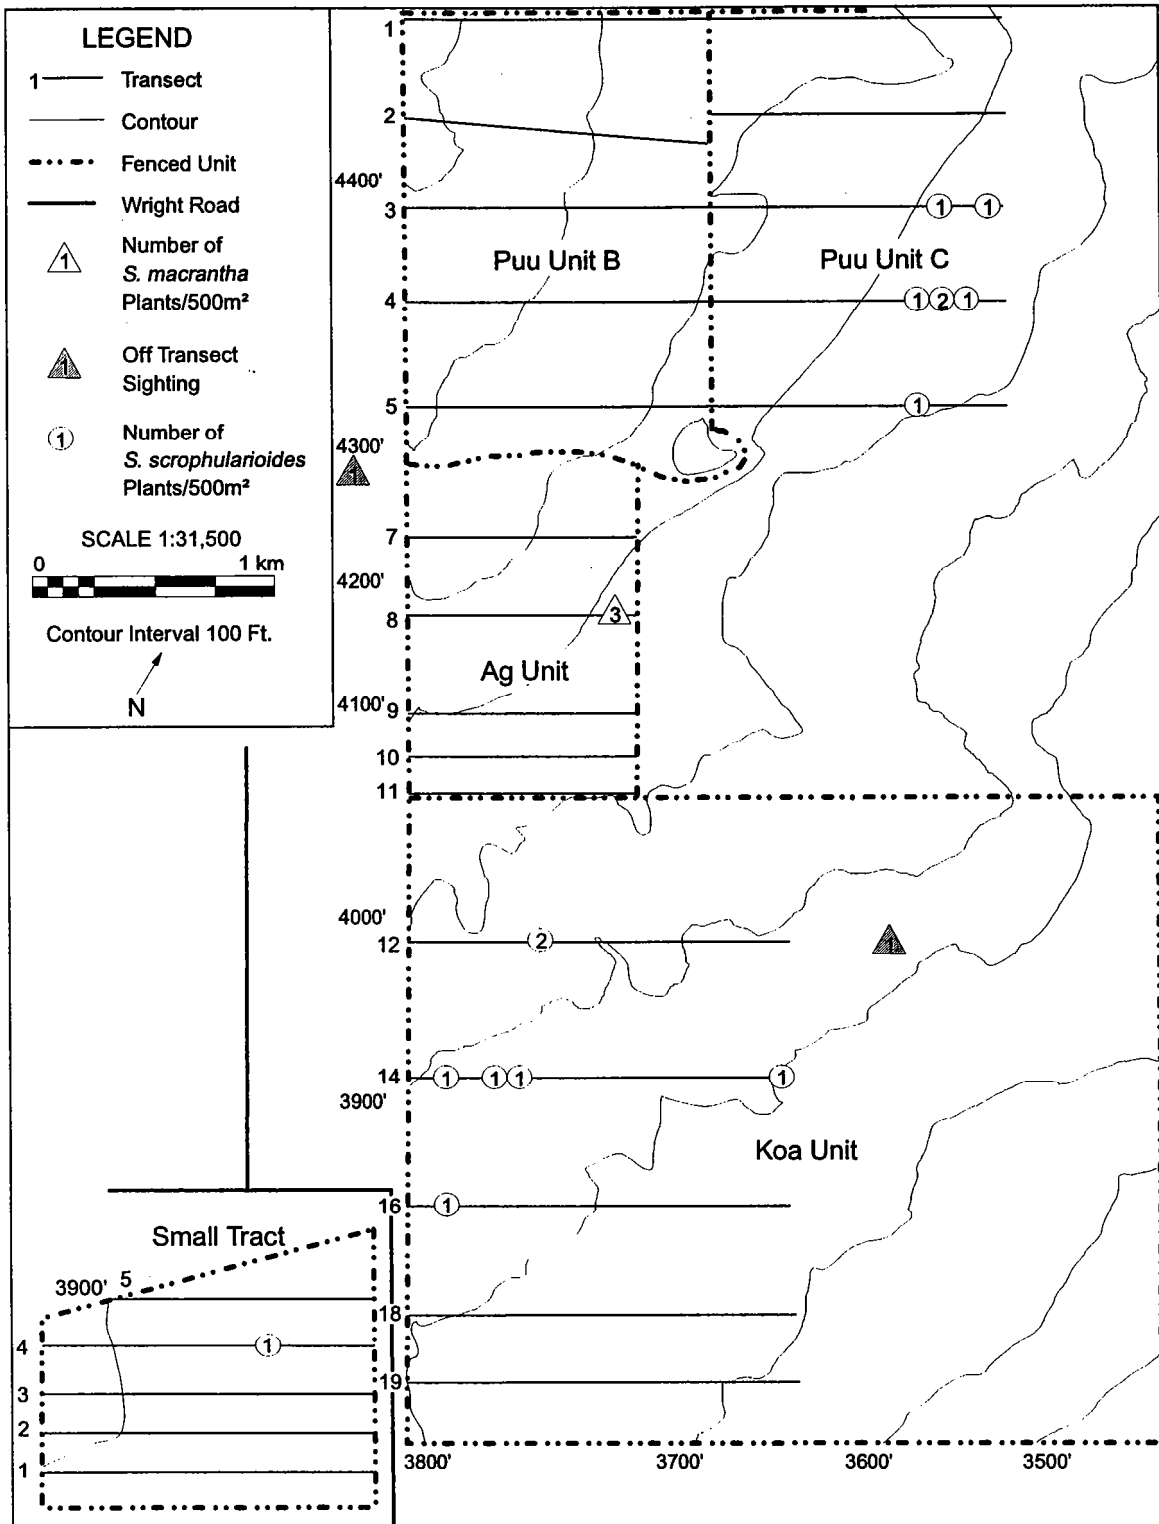 LEGEND
1 Transect
Contour
Fenced Unit
Wright Road
1 Number of
S. macrantha
Plants/500m²
1 Off Transect
Sighting
1 Number of
S. scrophularioides
Plants/500m²
SCALE 1:31,500
0 1 km
Contour Interval 100 Ft.
N
1
2
4400'
3 1 1
Puu Unit B Puu Unit C
4 1 2 1
5 1
4300'
1
7
4200'
8 3
Ag Unit
4100' 9
10
11
4000'
12 2 1
14 1 1 1 1
3900'
Koa Unit
16 1
Small Tract
3900' 5
18
4 1
19
3
2
1
3800' 3700' 3600' 3500'